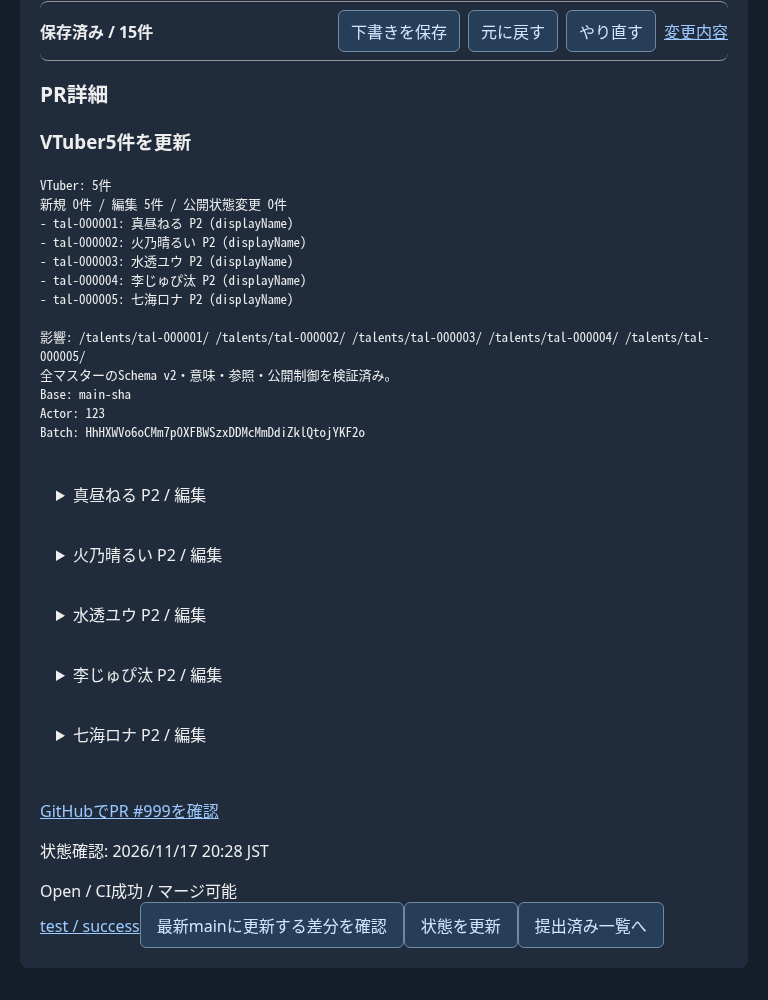 保存済み / 15件 下書きを保存 元に戻す やり直す 変更内容
PR詳細
VTuber5件を更新
VTuber: 5件
新規 0件 / 編集 5件 / 公開状態変更 0件
- tal-000001: 真昼ねる P2 (displayName)
- tal-000002: 火乃晴るい P2 (displayName)
- tal-000003: 水透ユウ P2 (displayName)
- tal-000004: 李じゅぴ汰 P2 (displayName)
- tal-000005: 七海ロナ P2 (displayName)
影響: /talents/tal-000001/ /talents/tal-000002/ /talents/tal-000003/ /talents/tal-000004/ /talents/tal-
000005/
全マスターのSchema v2・意味・参照・公開制御を検証済み。
Base: main-sha
Actor: 123
Batch: HhHXWVo6oCMm7pOXFBWSzxDDMcMmDdiZklQtojYKF2o
▶ 真昼ねる P2 / 編集
▶ 火乃晴るい P2 / 編集
▶ 水透ユウ P2 / 編集
▶ 李じゅぴ汰 P2 / 編集
▶ 七海ロナ P2 / 編集
GitHubでPR #999を確認
状態確認: 2026/11/17 20:28 JST
Open / CI成功 / マージ可能
test / success 最新mainに更新する差分を確認 状態を更新 提出済み一覧へ